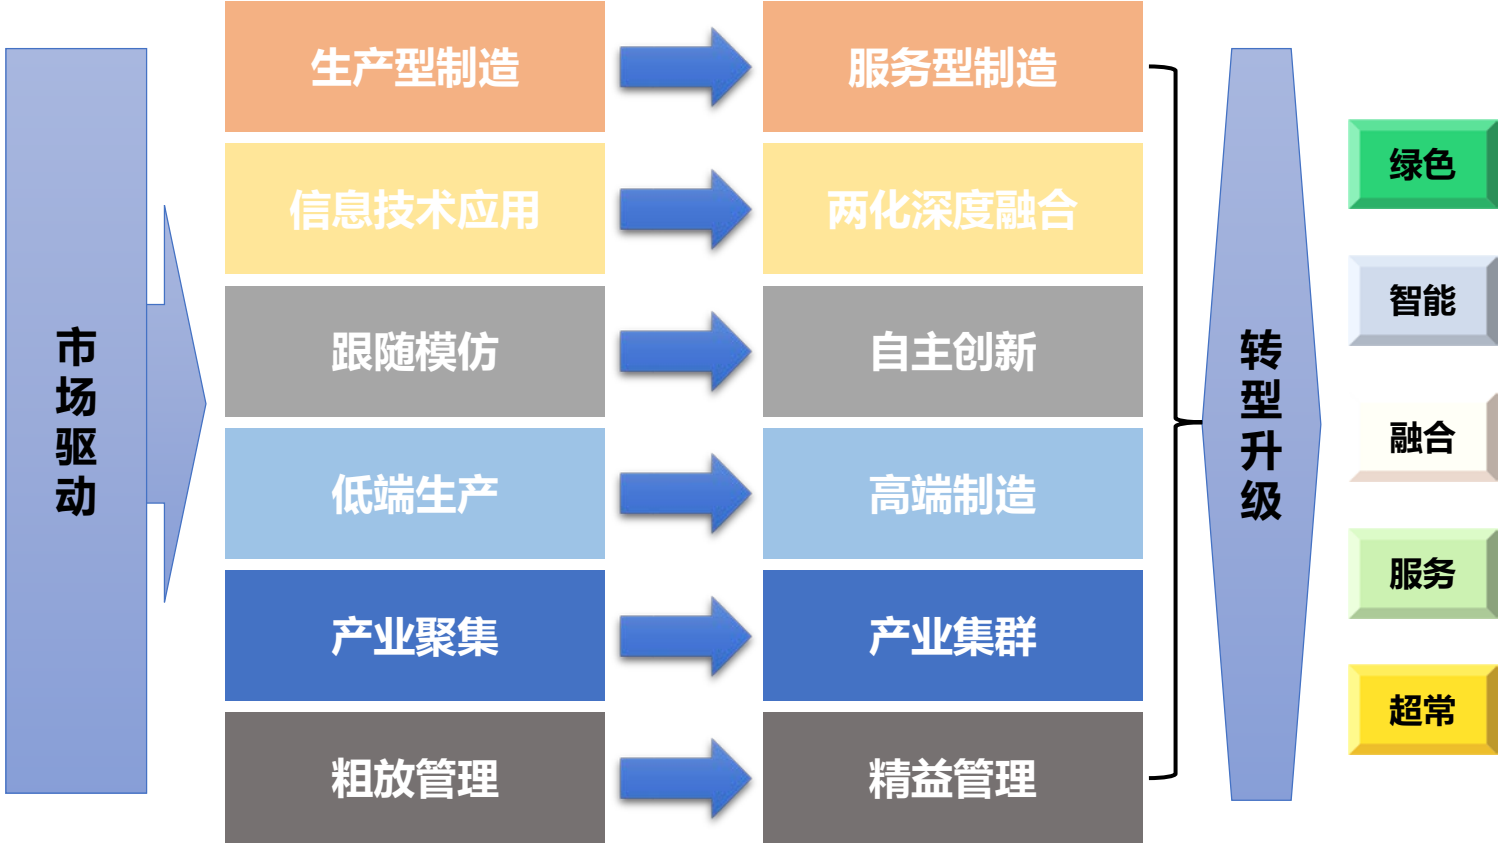 市场驱动
生产型制造
服务型制造
信息技术应用
两化深度融合
跟随模仿
自主创新
低端生产
高端制造
产业聚集
产业集群
粗放管理
精益管理
转型升级
绿色
智能
融合
服务
超常